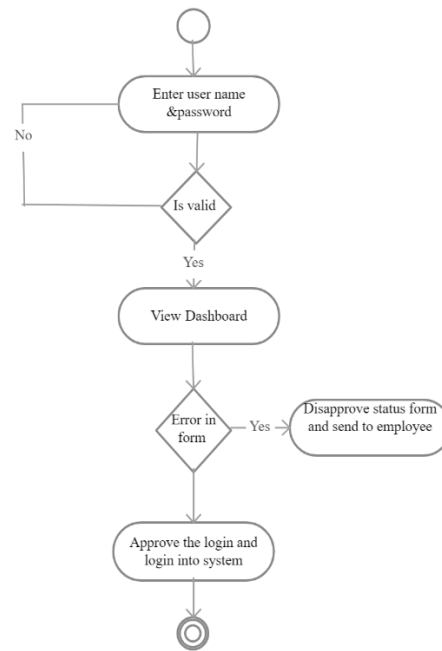 Enter user name
&password
No
Is valid
Yes
View Dashboard
Error in
form
Yes
Disapprove status form
and send to employee
Approve the login and
login into system